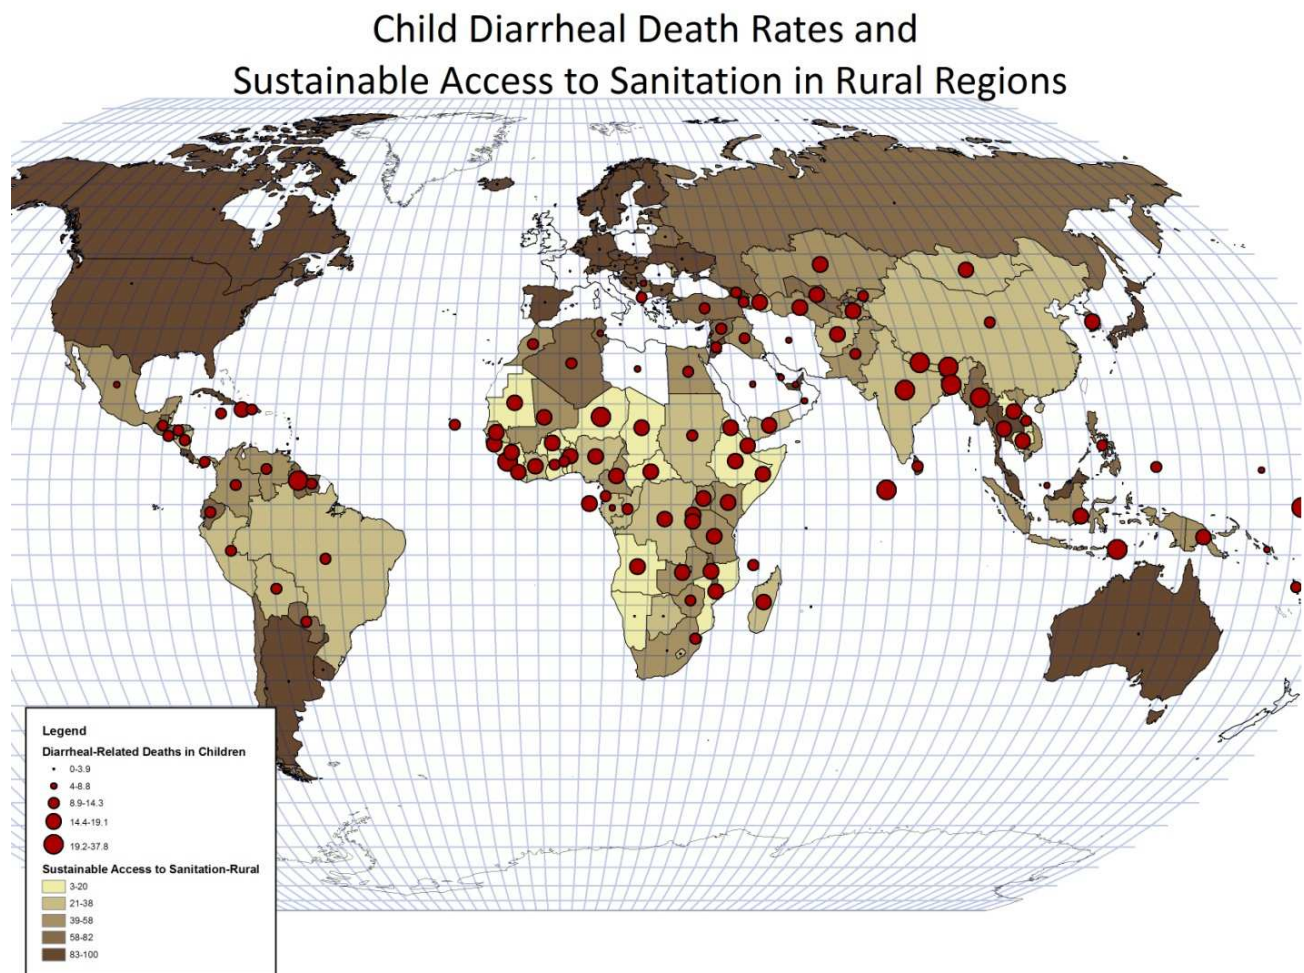 Child Diarrheal Death Rates and
Sustainable Access to Sanitation in Rural Regions
Legend
Diarrheal-Related Deaths in Children
0-3.9
4-8.8
8.9-14.3
14.4-19.1
19.2-37.8
Sustainable Access to Sanitation-Rural
3-20
21-38
39-58
58-82
83-100